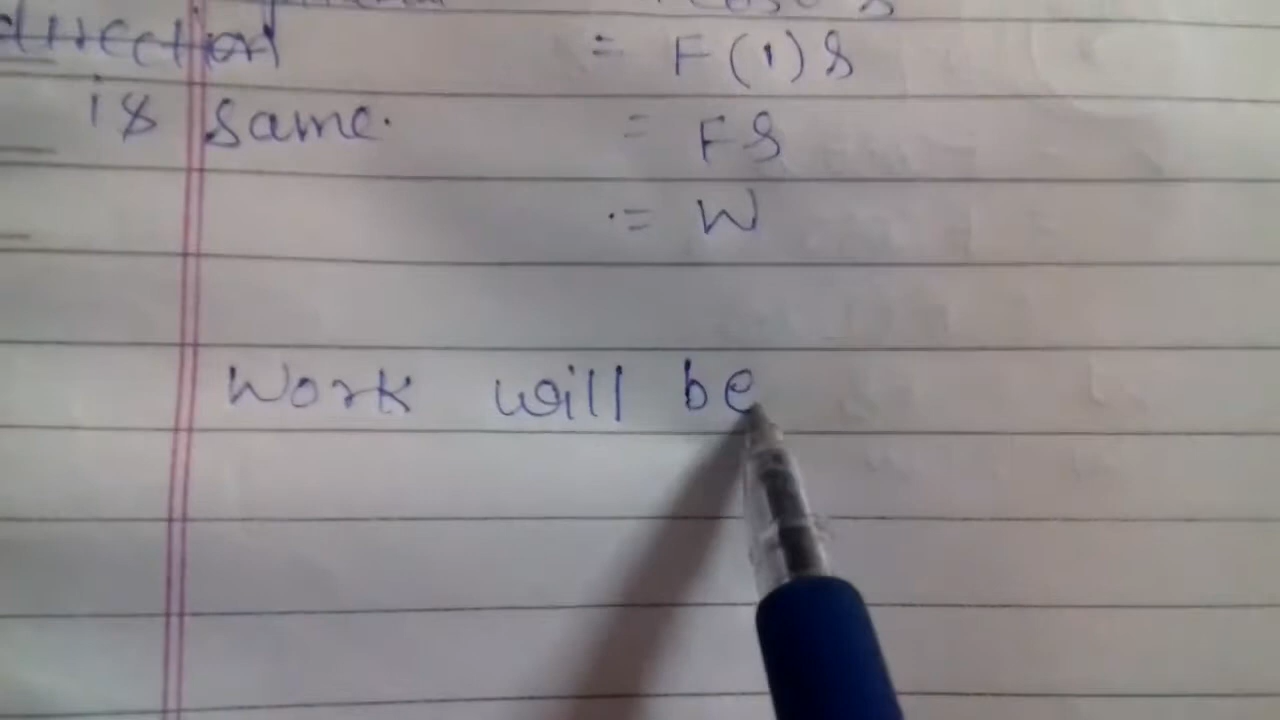 direction = F(1)S
is same. = FS
.= W
Work will be